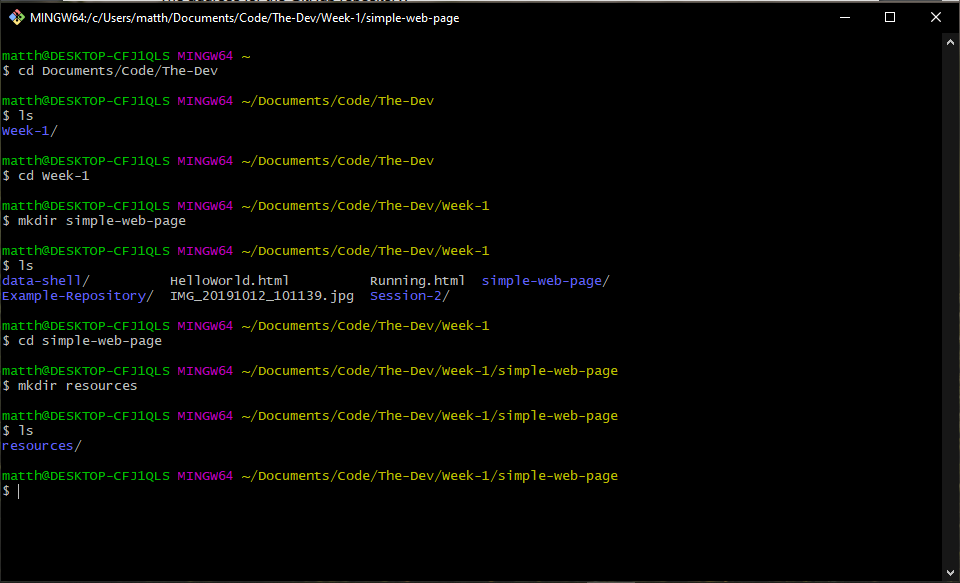 MINGW64:/c/Users/matth/Documents/Code/The-Dev/Week-1/simple-web-page
matth@DESKTOP-CFJ1QLS MINGW64 ~
$ cd Documents/Code/The-Dev
matth@DESKTOP-CFJ1QLS MINGW64 ~/Documents/Code/The-Dev
$ ls
Week-1/
matth@DESKTOP-CFJ1QLS MINGW64 ~/Documents/Code/The-Dev
$ cd Week-1
matth@DESKTOP-CFJ1QLS MINGW64 ~/Documents/Code/The-Dev/Week-1
$ mkdir simple-web-page
matth@DESKTOP-CFJ1QLS MINGW64 ~/Documents/Code/The-Dev/Week-1
$ ls
data-shell/ HelloWorld.html Running.html simple-web-page/
Example-Repository/ IMG_20191012_101139.jpg Session-2/
matth@DESKTOP-CFJ1QLS MINGW64 ~/Documents/Code/The-Dev/Week-1
$ cd simple-web-page
matth@DESKTOP-CFJ1QLS MINGW64 ~/Documents/Code/The-Dev/Week-1/simple-web-page
$ mkdir resources
matth@DESKTOP-CFJ1QLS MINGW64 ~/Documents/Code/The-Dev/Week-1/simple-web-page
$ ls
resources/
matth@DESKTOP-CFJ1QLS MINGW64 ~/Documents/Code/The-Dev/Week-1/simple-web-page
$